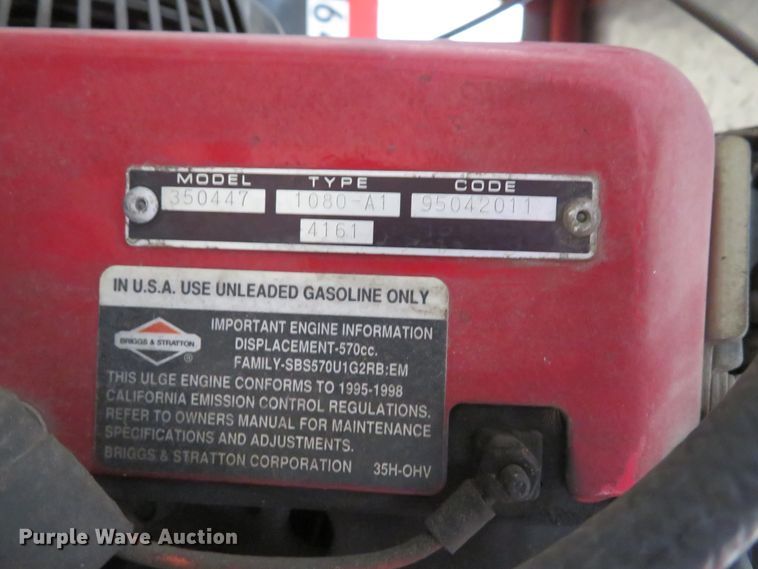 MODEL TYPE CODE
350447 1080-A1 95042011
4161
IN U.S.A. USE UNLEADED GASOLINE ONLY
BRIGGS & STRATTON
®
IMPORTANT ENGINE INFORMATION
DISPLACEMENT-570cc.
FAMILY-SBS570U1G2RB:EM
THIS ULGE ENGINE CONFORMS TO 1995-1998
CALIFORNIA EMISSION CONTROL REGULATIONS.
REFER TO OWNERS MANUAL FOR MAINTENANCE
SPECIFICATIONS AND ADJUSTMENTS.
BRIGGS & STRATTON CORPORATION 35H-OHV
Purple Wave Auction